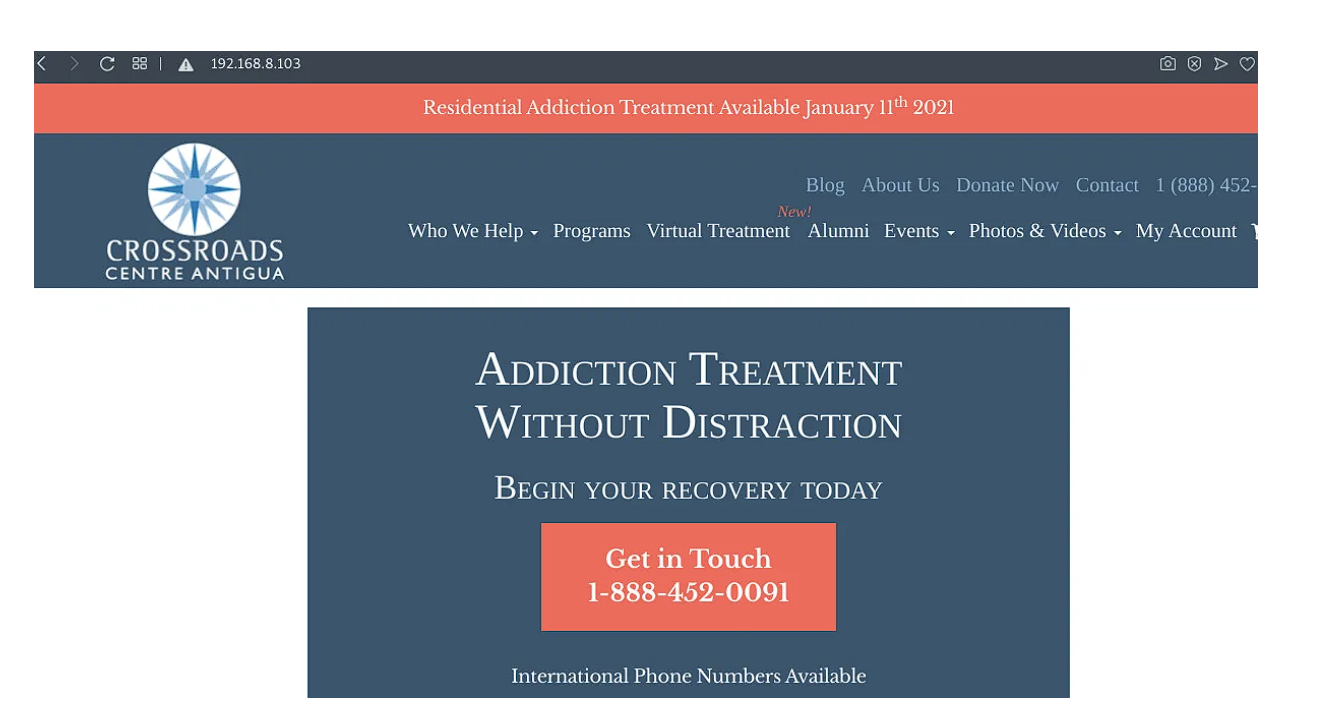 192.168.8.103
Residential Addiction Treatment Available January 11th 2021
CROSSROADS
CENTRE ANTIGUA
Blog About Us Donate Now Contact 1 (888) 452-
New!
Who We Help Programs Virtual Treatment Alumni Events Photos & Videos My Account
Addiction Treatment
Without Distraction
Begin your recovery today
Get in Touch
1-888-452-0091
International Phone Numbers Available